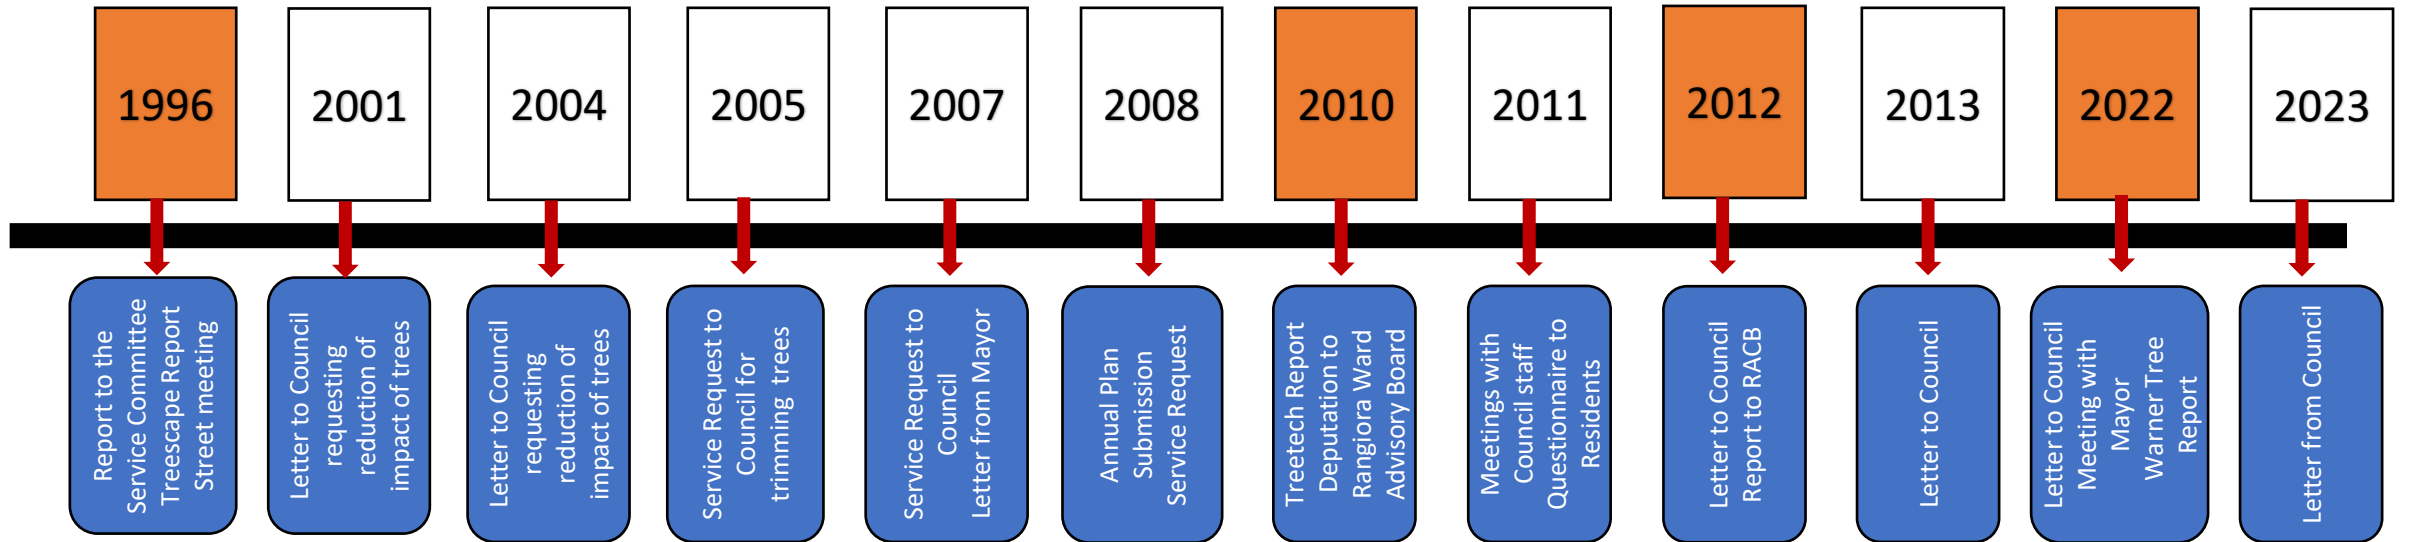 1996
2001
2004
2005
2007
2008
2010
2011
2012
2013
2022
2023
Report to the
Service Committee
Treescape Report
Street meeting
Letter to Council
requesting
reduction of
impact of trees
Letter to Council
requesting
reduction of
impact of trees
Service Request to
Council for
trimming trees
Service Request to
Council
Letter from Mayor
Annual Plan
Submission
Service Request
Treetech Report
Deputation to
Rangiora Ward
Advisory Board
Meetings with
Council staff
Questionnaire to
Residents
Letter to Council
Report to RACB
Letter to Council
Letter to Council
Meeting with
Mayor
Warner Tree
Report
Letter from Council